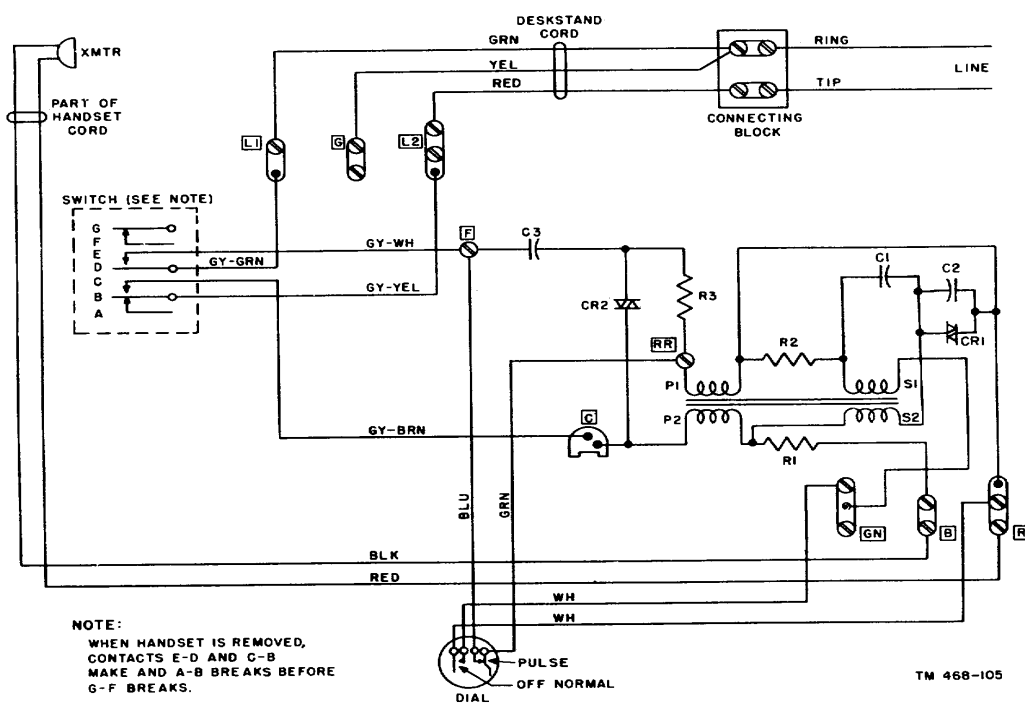 DESKSTAND
CORD
XMTR
GRN
RING
YEL
LINE
RED
TIP
PART OF
HANDSET
CORD
CONNECTING
BLOCK
L1
G
L2
SWITCH (SEE NOTE)
G
F
E
D
C
B
A
GY-WH
GY-GRN
GY-YEL
GY-BRN
F
C3
C1
C2
CR2
R3
CR1
RR
R2
P1
S1
P2
S2
C
R1
BLU
GRN
GN
B
R
BLK
RED
WH
WH
NOTE:
WHEN HANDSET IS REMOVED,
CONTACTS E-D AND C-B
MAKE AND A-B BREAKS BEFORE
G-F BREAKS.
PULSE
OFF NORMAL
DIAL
TM 468-105